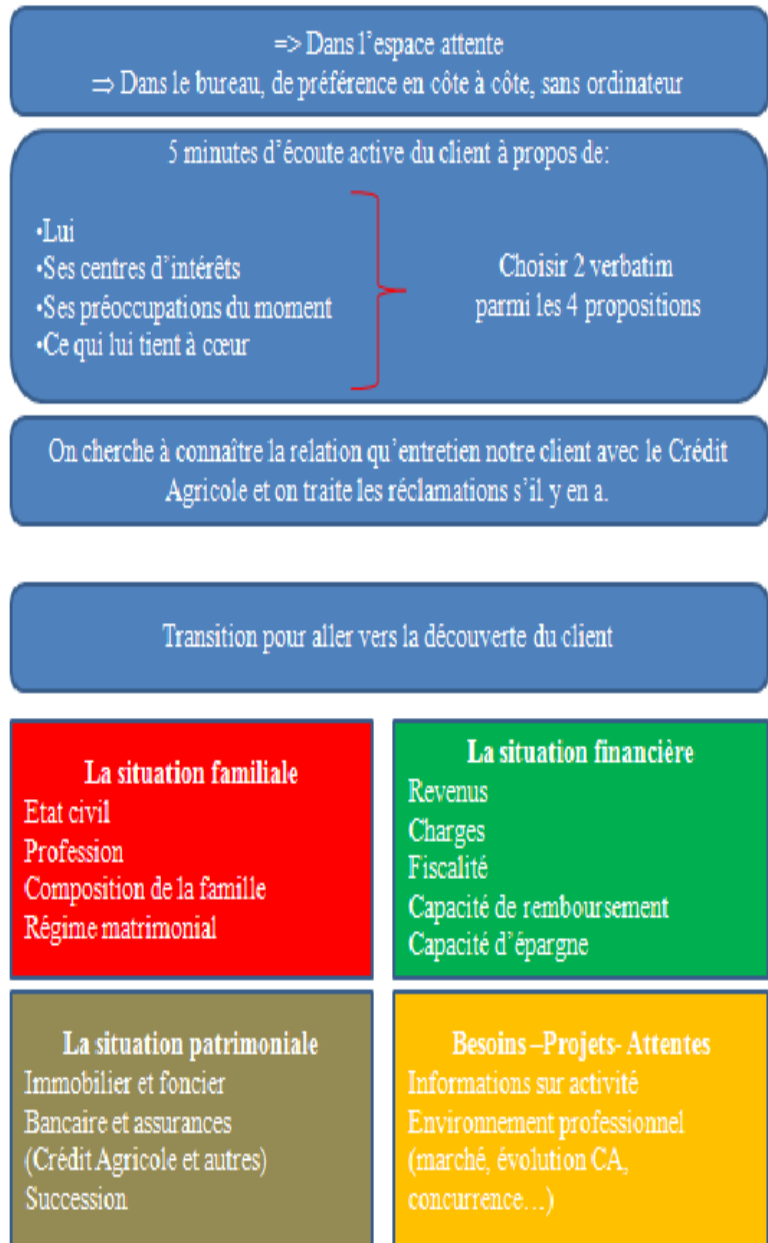 => Dans l’espace attente
⇒ Dans le bureau, de préférence en côte à côte, sans ordinateur
5 minutes d’écoute active du client à propos de:
•Lui
•Ses centres d’intérêts
•Ses préoccupations du moment
•Ce qui lui tient à cœur
Choisir 2 verbatim
parmi les 4 propositions
On cherche à connaître la relation qu’entretien notre client avec le Crédit
Agricole et on traite les réclamations s’il y en a.
Transition pour aller vers la découverte du client
La situation familiale
Etat civil
Profession
Composition de la famille
Régime matrimonial
La situation financière
Revenus
Charges
Fiscalité
Capacité de remboursement
Capacité d’épargne
La situation patrimoniale
Immobilier et foncier
Bancaire et assurances
(Crédit Agricole et autres)
Succession
Besoins –Projets- Attentes
Informations sur activité
Environnement professionnel
(marché, évolution CA,
concurrence…)